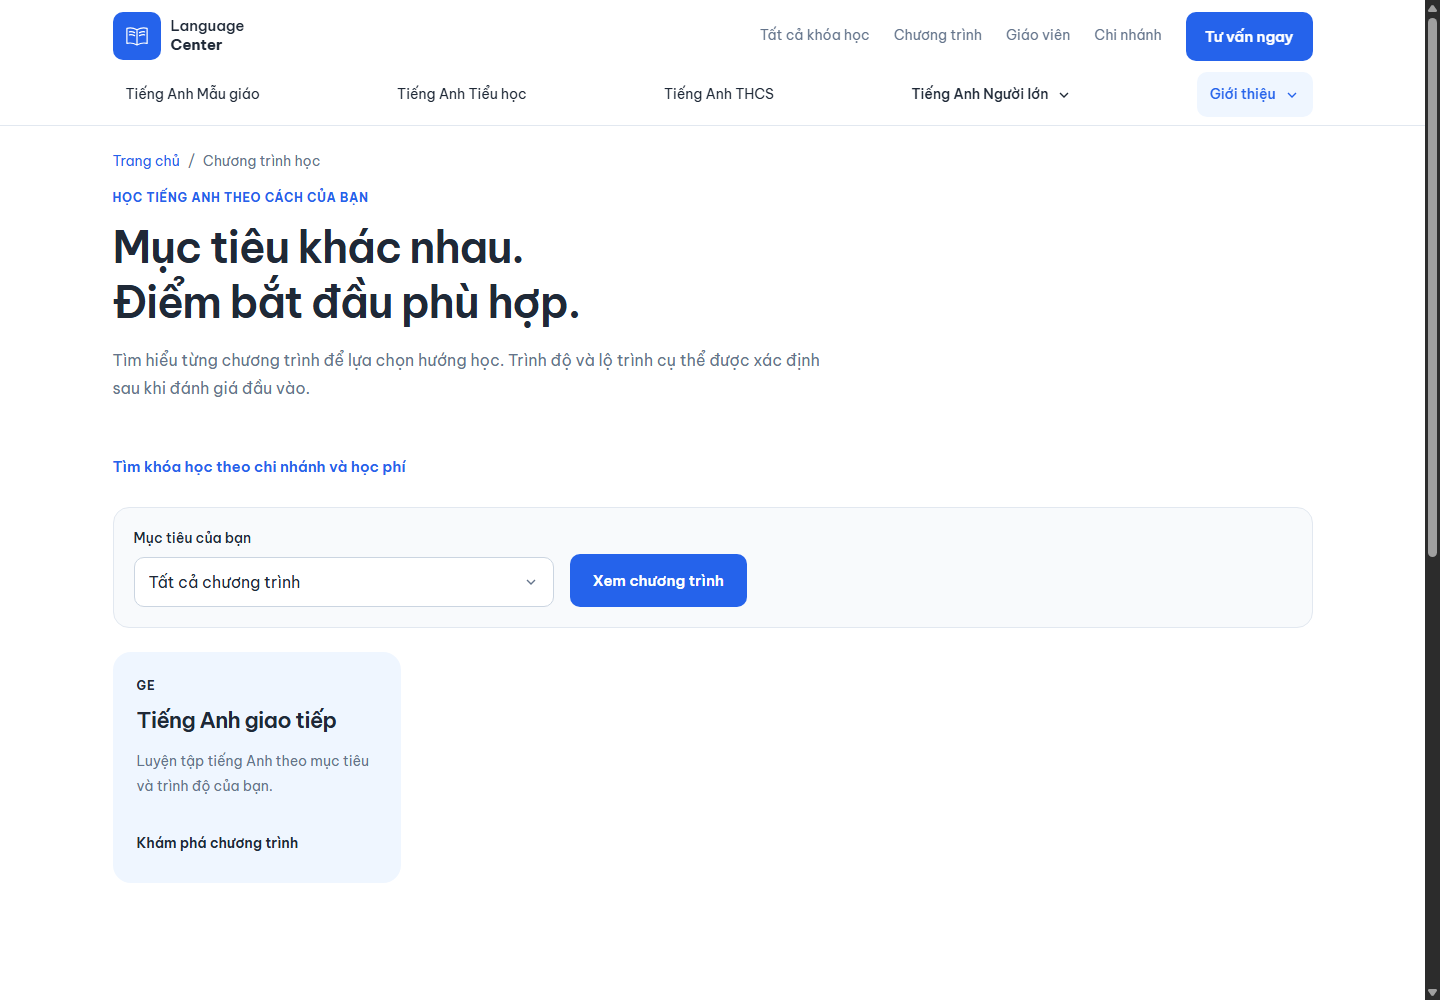 Language
Center
Tất cả khóa học
Chương trình
Giáo viên
Chi nhánh
Tư vấn ngay
Tiếng Anh Mẫu giáo
Tiếng Anh Tiểu học
Tiếng Anh THCS
Tiếng Anh Người lớn
Giới thiệu
Trang chủ / Chương trình học
HỌC TIẾNG ANH THEO CÁCH CỦA BẠN
Mục tiêu khác nhau.
Điểm bắt đầu phù hợp.
Tìm hiểu từng chương trình để lựa chọn hướng học. Trình độ và lộ trình cụ thể được xác định
sau khi đánh giá đầu vào.
Tìm khóa học theo chi nhánh và học phí
Mục tiêu của bạn
Tất cả chương trình
Xem chương trình
GE
Tiếng Anh giao tiếp
Luyện tập tiếng Anh theo mục tiêu
và trình độ của bạn.
Khám phá chương trình